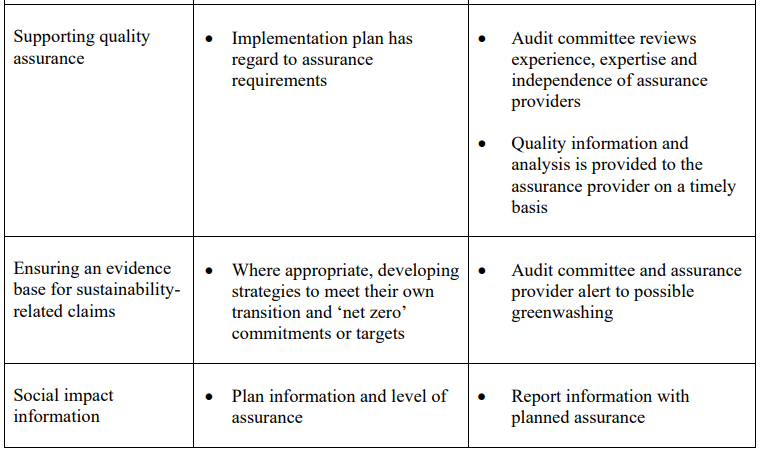 Supporting quality
assurance
• Implementation plan has
regard to assurance
requirements
• Audit committee reviews
experience, expertise and
independence of assurance
providers
• Quality information and
analysis is provided to the
assurance provider on a timely
basis
Ensuring an evidence
base for sustainability-
related claims
• Where appropriate, developing
strategies to meet their own
transition and ‘net zero’
commitments or targets
• Audit committee and assurance
provider alert to possible
greenwashing
Social impact
information
• Plan information and level of
assurance
• Report information with
planned assurance